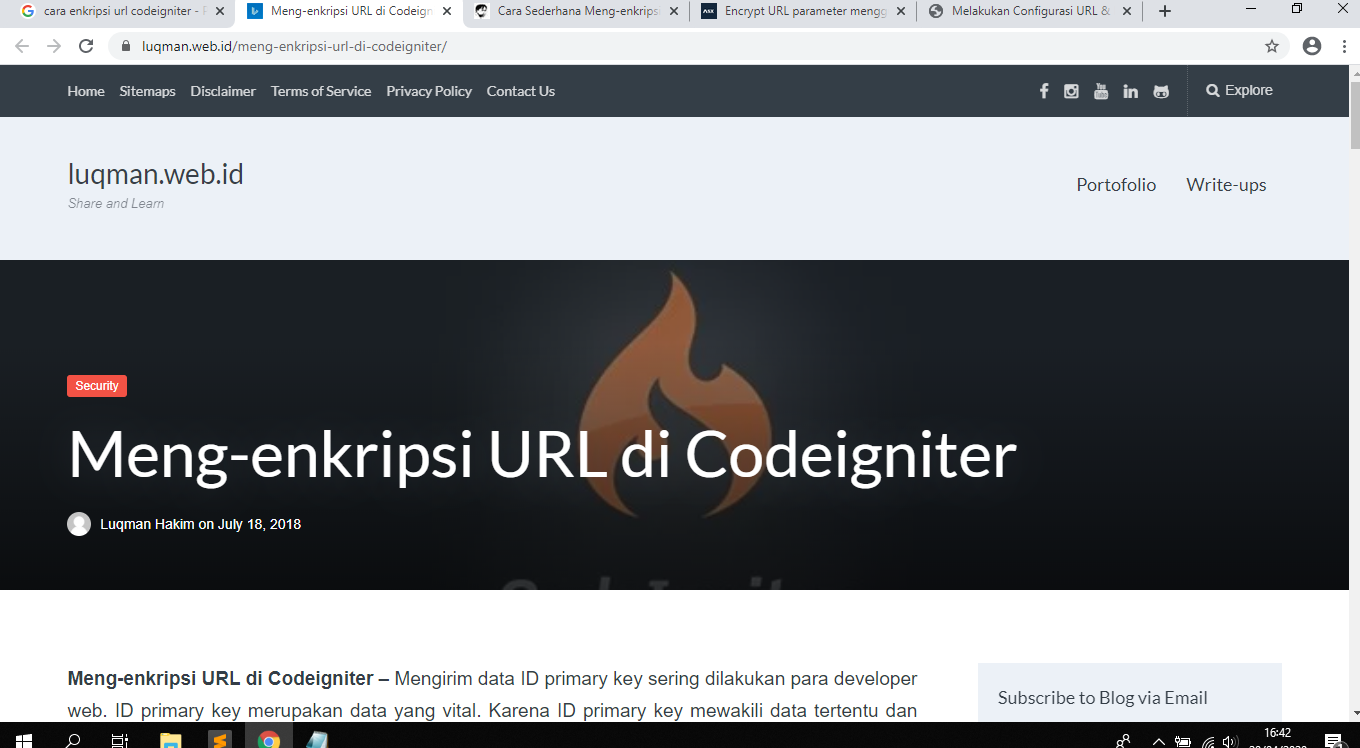 cara enkripsi url codeigniter -
Meng-enkripsi URL di Codeign
Cara Sederhana Meng-enkrips
Encrypt URL parameter mengg
Melakukan Configurasi URL &
luqman.web.id/meng-enkripsi-url-di-codeigniter/
Home Sitemaps Disclaimer Terms of Service Privacy Policy Contact Us
Explore
luqman.web.id
Share and Learn
Portofolio Write-ups
Security
Meng-enkripsi URL di Codeigniter
Luqman Hakim on July 18, 2018
Meng-enkripsi URL di Codeigniter – Mengirim data ID primary key sering dilakukan para developer
web. ID primary key merupakan data yang vital. Karena ID primary key mewakili data tertentu dan
Subscribe to Blog via Email
16:42